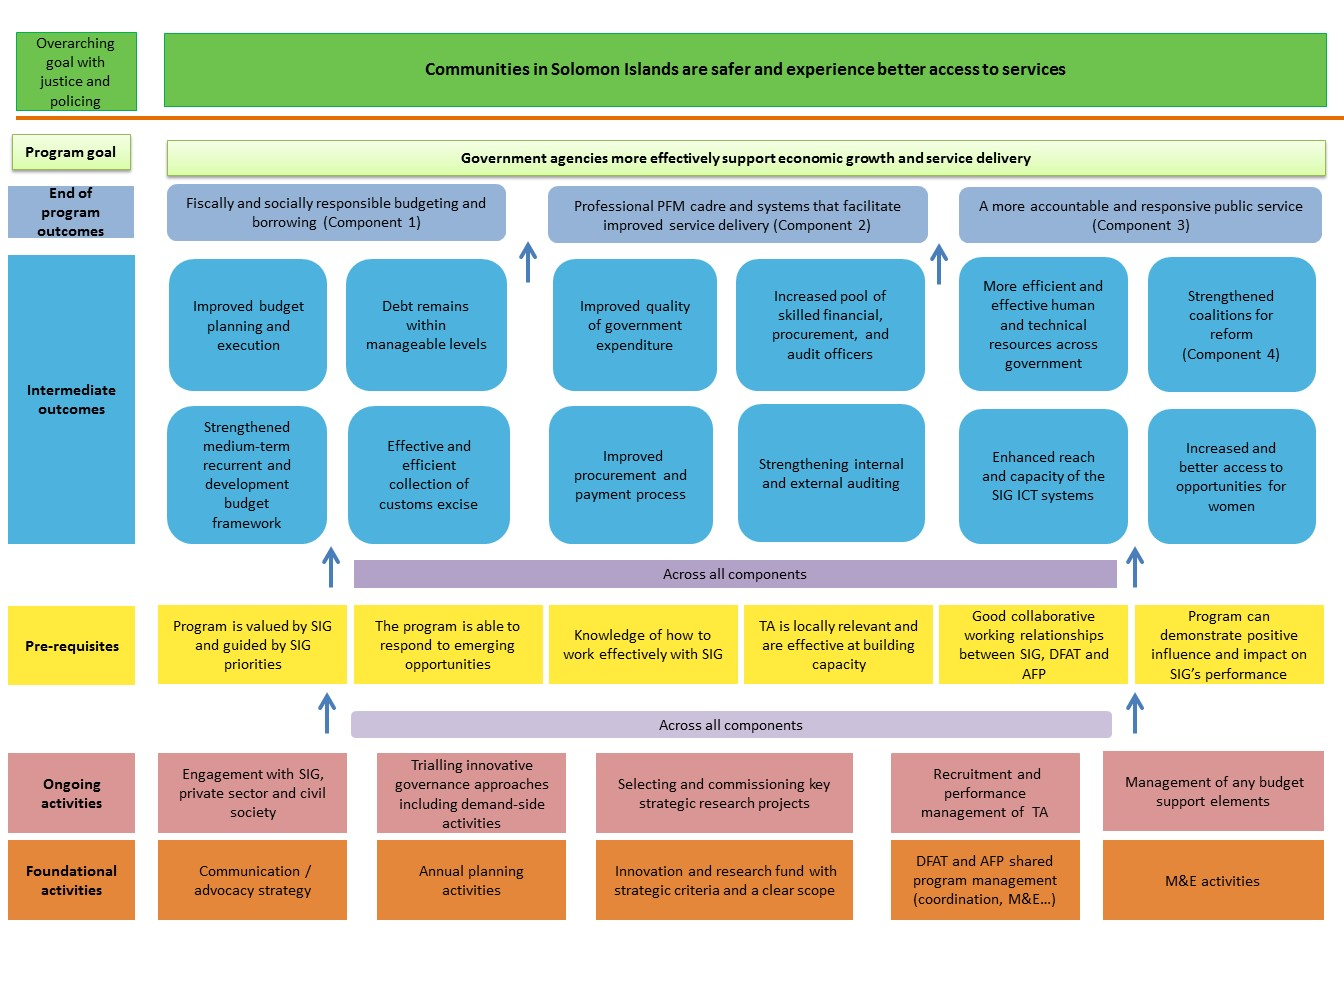 Overarching
goal with
justice and
policing
Communities in Solomon Islands are safer and experience better access to services
Program goal
Government agencies more effectively support economic growth and service delivery
End of
program
outcomes
Fiscally and socially responsible budgeting and
borrowing (Component 1)
Professional PFM cadre and systems that facilitate
improved service delivery (Component 2)
A more accountable and responsive public service
(Component 3)
Intermediate
outcomes
Improved budget
planning and
execution
Debt remains
within
manageable levels
Improved quality
of government
expenditure
Increased pool of
skilled financial,
procurement, and
audit officers
More efficient and
effective human
and technical
resources across
government
Strengthened
coalitions for
reform
(Component 4)
Strengthened
medium-term
recurrent and
development
budget
framework
Effective and
efficient
collection of
customs excise
Improved
procurement and
payment process
Strengthening internal
and external auditing
Enhanced reach
and capacity of the
SIG ICT systems
Increased and
better access to
opportunities for
women
Across all components
Pre-requisites
Program is valued by SIG
and guided by SIG
priorities
The program is able to
respond to emerging
opportunities
Knowledge of how to
work effectively with SIG
TA is locally relevant and
are effective at building
capacity
Good collaborative
working relationships
between SIG, DFAT and
AFP
Program can
demonstrate positive
influence and impact on
SIG's performance
Across all components
Ongoing
activities
Engagement with SIG,
private sector and civil
society
Trialling innovative
governance approaches
including demand-side
activities
Selecting and commissioning key
strategic research projects
Recruitment and
performance
management of TA
Management of any budget
support elements
Foundational
activities
Communication /
advocacy strategy
Annual planning
activities
Innovation and research fund with
strategic criteria and a clear scope
DFAT and AFP shared
program management
(coordination, M&E...)
M&E activities